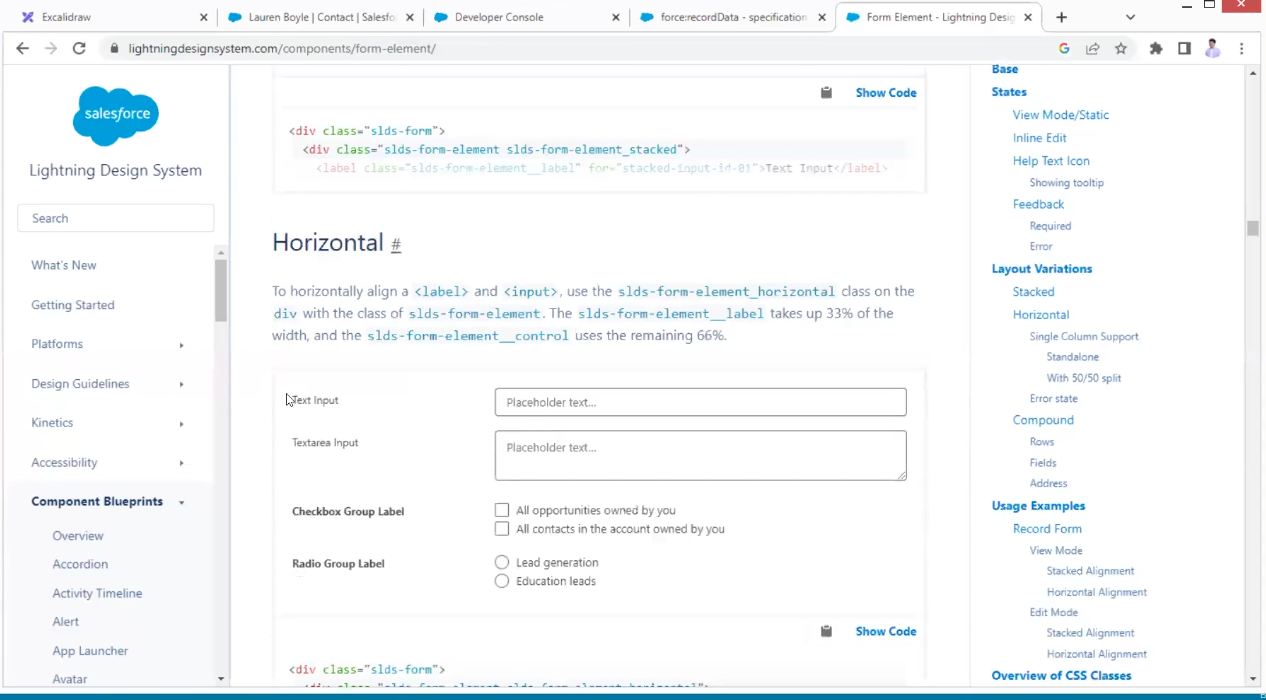 Excalidraw
Lauren Boyle | Contact | Salesfo
Developer Console
force:recordData - specification
Form Element - Lightning Desig
lightningdesignsystem.com/components/form-element/
salesforce
Lightning Design System
Search
What's New
Getting Started
Platforms
Design Guidelines
Kinetics
Accessibility
Component Blueprints
Overview
Accordion
Activity Timeline
Alert
App Launcher
Avatar
Show Code
<div class="slds-form">
<div class="slds-form-element slds-form-element_stacked">
<label class="slds-form-element__label" for="stacked-input-id-01">Text Input</label>
Horizontal #
To horizontally align a <label> and <input>, use the slds-form-element_horizontal class on the
div with the class of slds-form-element. The slds-form-element__label takes up 33% of the
width, and the slds-form-element__control uses the remaining 66%.
Text Input
Placeholder text...
Textarea Input
Placeholder text...
Checkbox Group Label
All opportunities owned by you
All contacts in the account owned by you
Radio Group Label
Lead generation
Education leads
Show Code
<div class="slds-form">
<div class="slds-form-element slds-form-element_horizontal">
Base
States
View Mode/Static
Inline Edit
Help Text Icon
Showing tooltip
Feedback
Required
Error
Layout Variations
Stacked
Horizontal
Single Column Support
Standalone
With 50/50 split
Error state
Compound
Rows
Fields
Address
Usage Examples
Record Form
View Mode
Stacked Alignment
Horizontal Alignment
Edit Mode
Stacked Alignment
Horizontal Alignment
Overview of CSS Classes